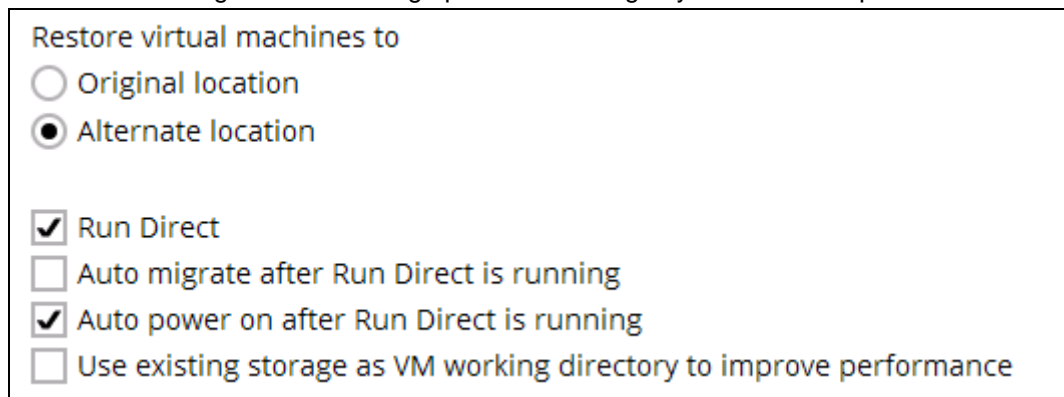 Restore virtual machines to
Original location
Alternate location
Run Direct
Auto migrate after Run Direct is running
Auto power on after Run Direct is running
Use existing storage as VM working directory to improve performance